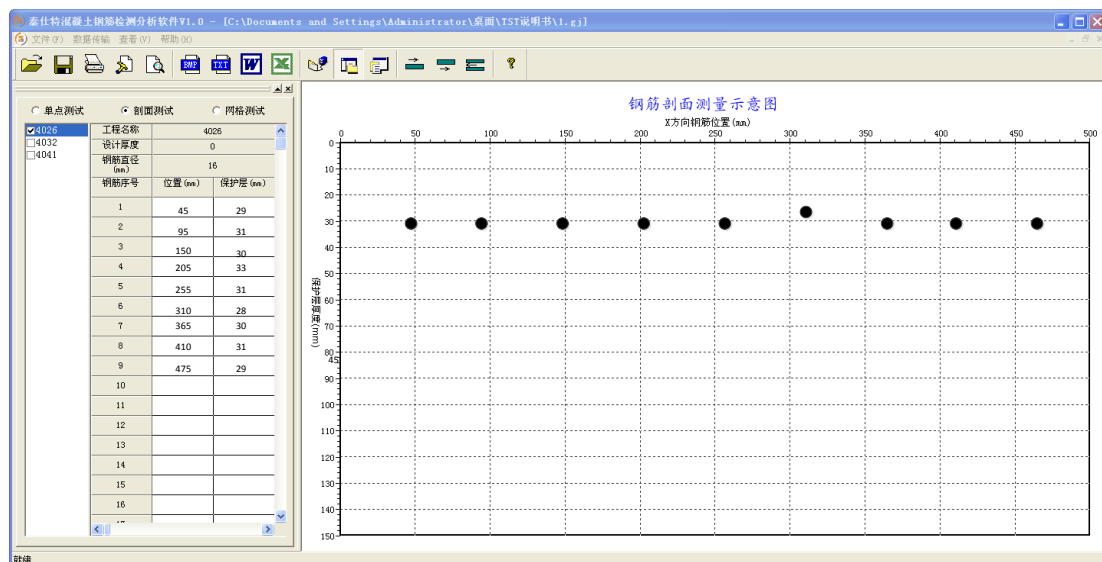 泰仕特混凝土钢筋检测分析软件V1.0 - [C:\Documents and Settings\Administrator\桌面\TST说明书\1.gj]
文件(F) 数据传输 查看(V) 帮助(H)
BMP TXT W X ?
单点测试 剖面测试 网格测试
4026
4032
4041
工程名称 4026
设计厚度 0
钢筋直径(mm) 16
钢筋序号 位置(mm) 保护层(mm)
1 45 29
2 95 31
3 150 30
4 205 33
5 255 31
6 310 28
7 365 30
8 410 31
9 475 29
10
11
12
13
14
15
16
钢筋剖面测量示意图
X方向钢筋位置(mm)
0 50 100 150 200 250 300 350 400 450 500
保护层厚度(mm)
0
10
20
30
40
50
60
70
80
45
90
100
110
120
130
140
150
就绪